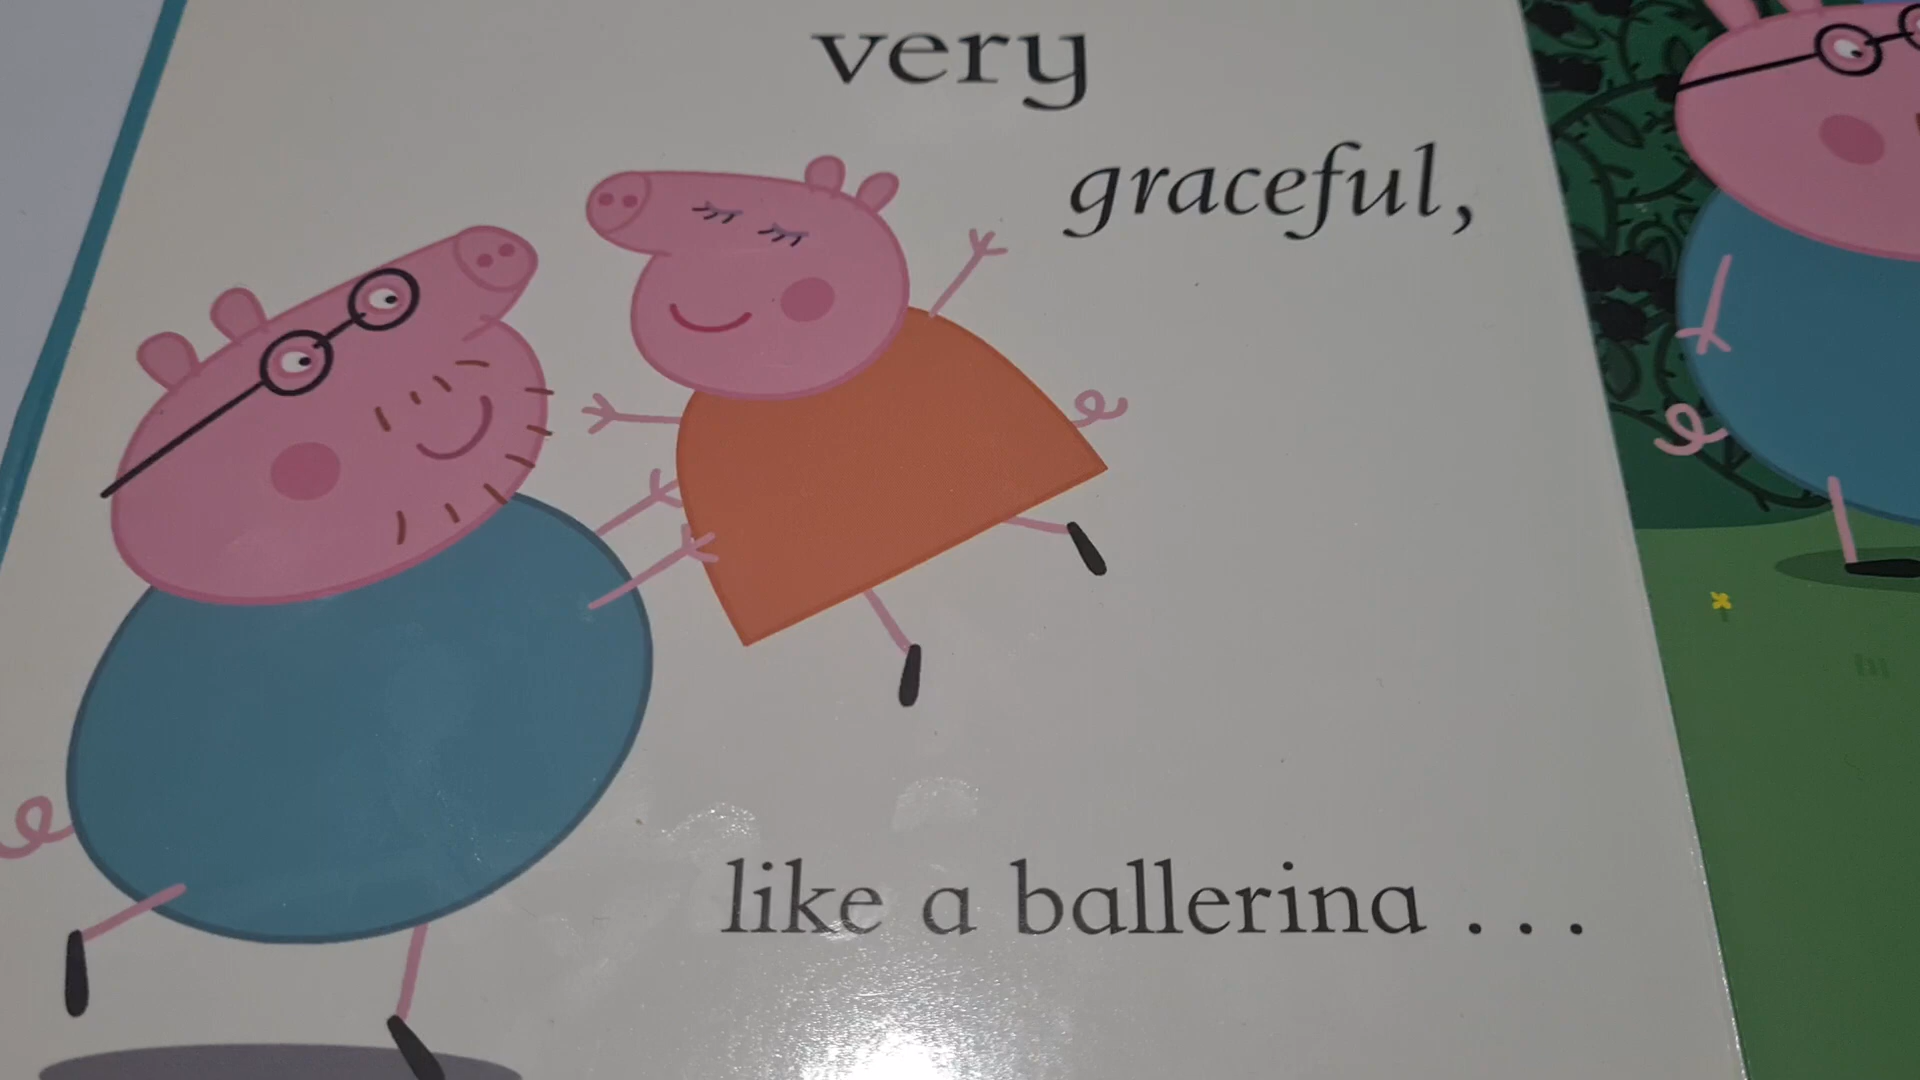 very
graceful,
like a ballerina . . .